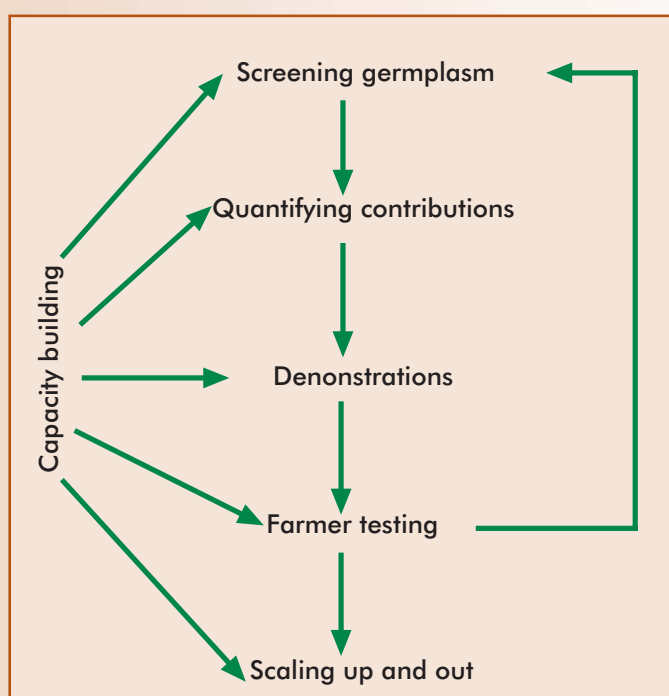 Screening germplasm
Quantifying contributions
Capacity building
Denonstrations
Farmer testing
Scaling up and out